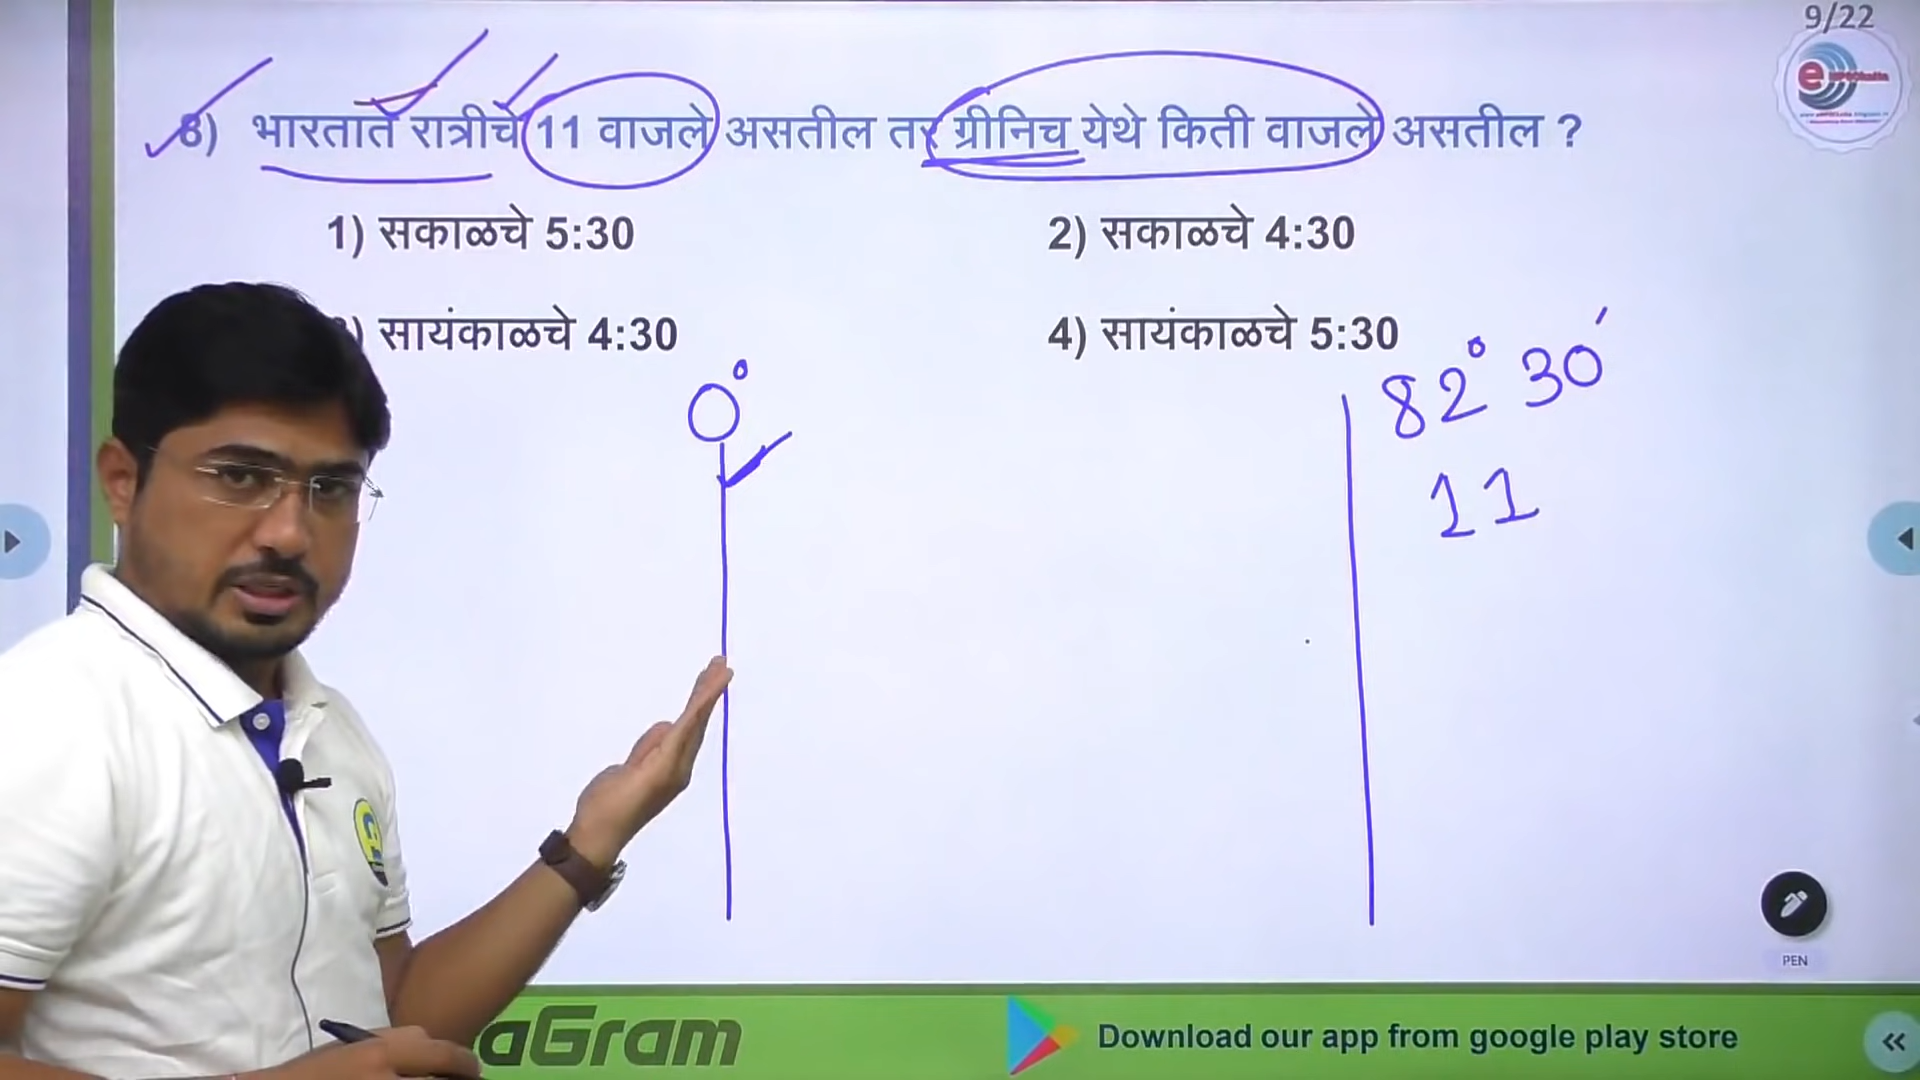 9/22
8) भारतात रात्रीचे 11 वाजले असतील तर ग्रीनिच येथे किती वाजले असतील ?
1) सकाळचे 5:30
2) सकाळचे 4:30
) सायंकाळचे 4:30
4) सायंकाळचे 5:30
0°
82° 30'
11
PEN
aGram
Download our app from google play store